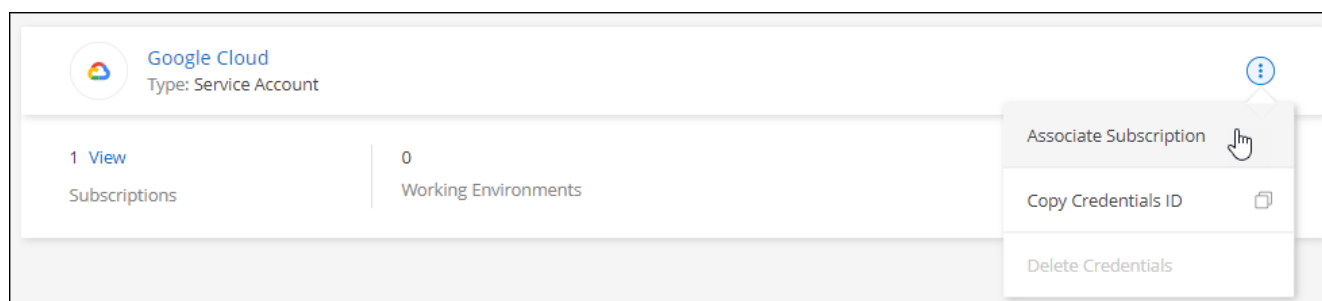 Google Cloud
Type: Service Account
1 View
Subscriptions
0
Working Environments
Associate Subscription
Copy Credentials ID
Delete Credentials